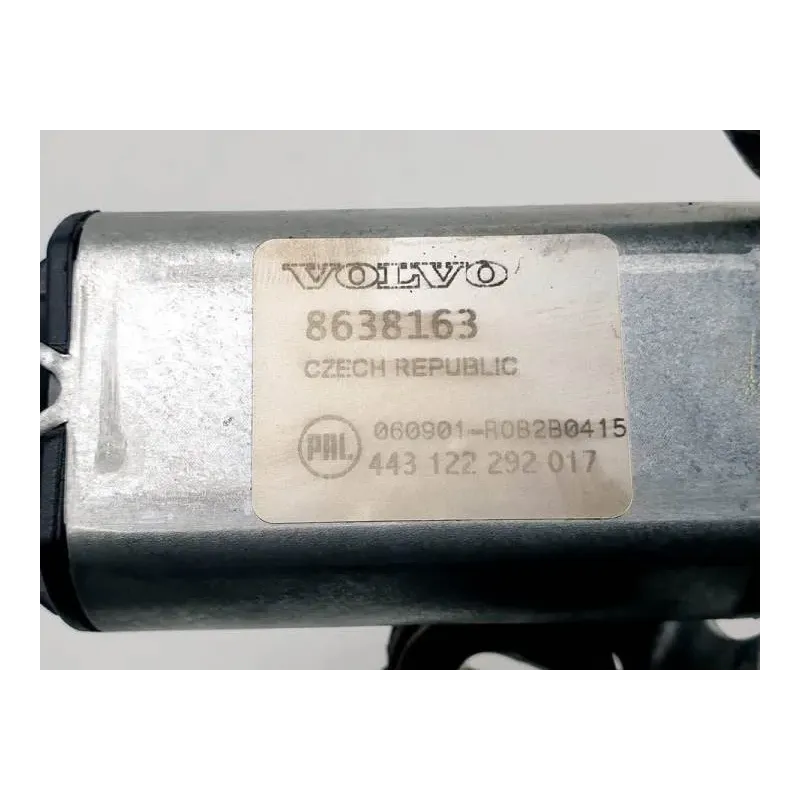 VOLVO
8638163
CZECH REPUBLIC
PAL 060901-R0B2B0415
443 122 292 017